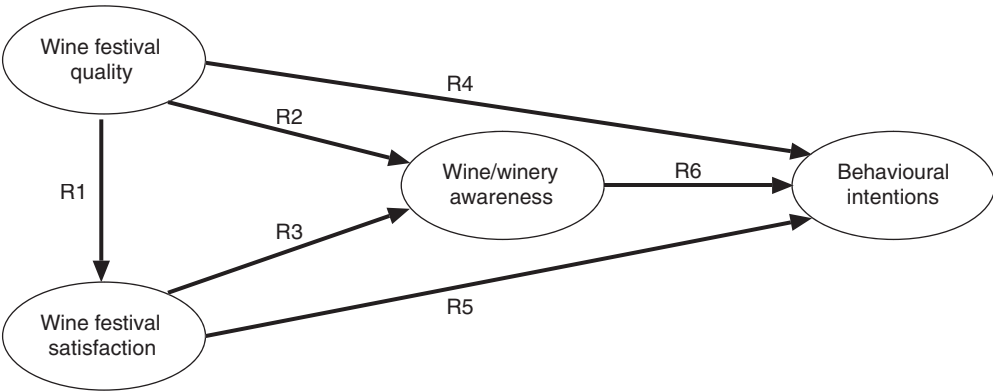 Wine festival
quality
R4
R2
Wine/winery
awareness
R6
Behavioural
intentions
R1
R3
R5
Wine festival
satisfaction